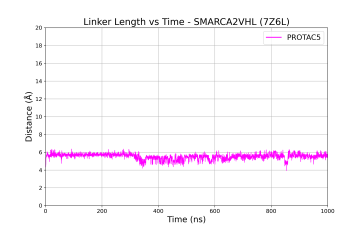 Linker Length vs Time - SMARCA2VHL (7Z6L)
PROTAC5
Distance (Å)
20
18
16
14
12
10
8
6
4
2
0
0 200 400 600 800 1000
Time (ns)